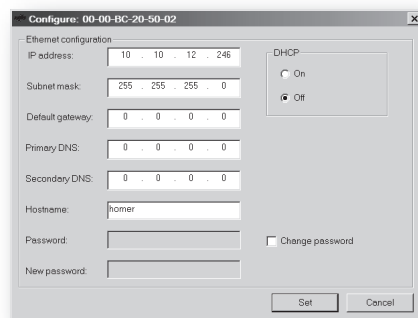 Configure: 00-00-BC-20-50-02
Ethernet configuration
IP address: 10 . 10 . 12 . 246
DHCP
On
Off
Subnet mask: 255 . 255 . 255 . 0
Default gateway: 0 . 0 . 0 . 0
Primary DNS: 0 . 0 . 0 . 0
Secondary DNS: 0 . 0 . 0 . 0
Hostname: homer
Password:
Change password
New password:
Set
Cancel